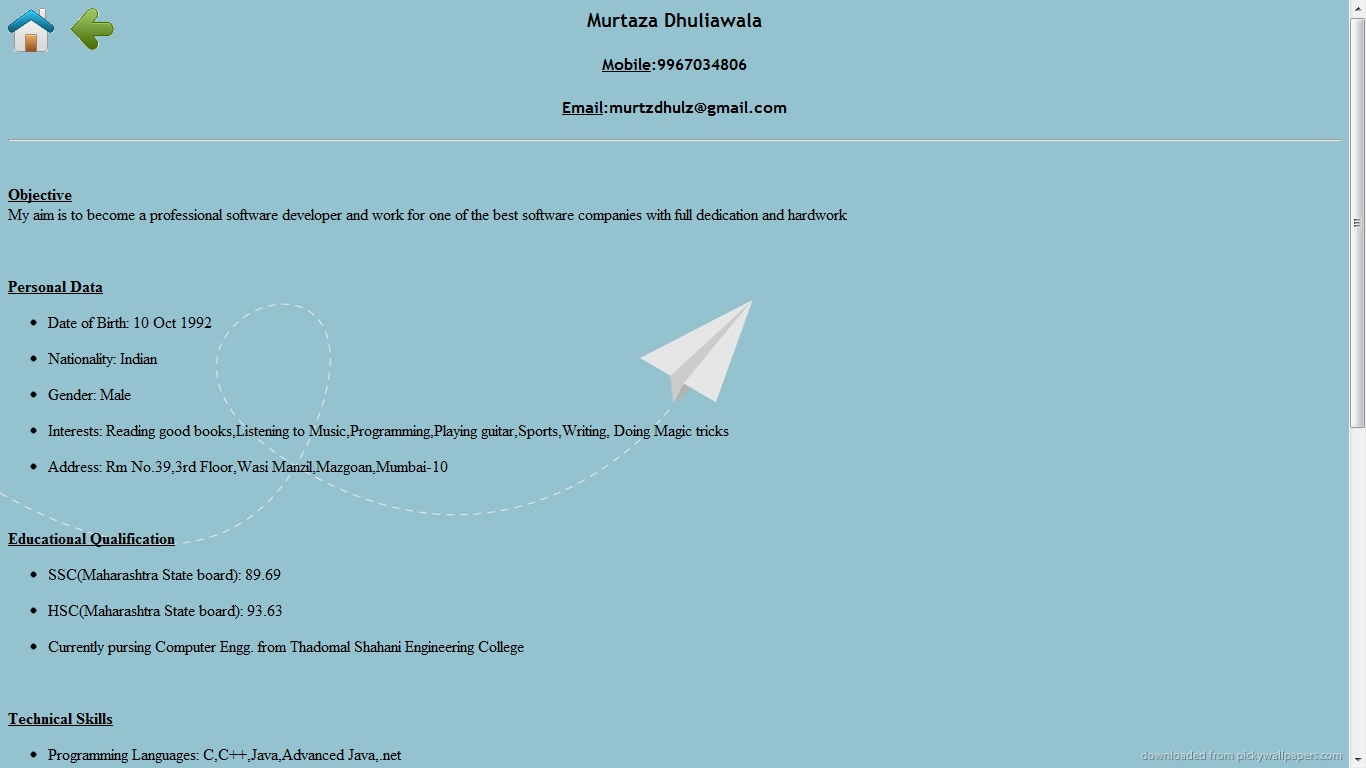 Murtaza Dhuliawala
Mobile:9967034806
Email:murtzdhulz@gmail.com
Objective
My aim is to become a professional software developer and work for one of the best software companies with full dedication and hardwork
Personal Data
Date of Birth: 10 Oct 1992
Nationality: Indian
Gender: Male
Interests: Reading good books,Listening to Music,Programming,Playing guitar,Sports,Writing, Doing Magic tricks
Address: Rm No.39,3rd Floor,Wasi Manzil,Mazgoan,Mumbai-10
Educational Qualification
SSC(Maharashtra State board): 89.69
HSC(Maharashtra State board): 93.63
Currently pursing Computer Engg. from Thadomal Shahani Engineering College
Technical Skills
Programming Languages: C,C++,Java,Advanced Java,.net
downloaded from pickywallpapers.com